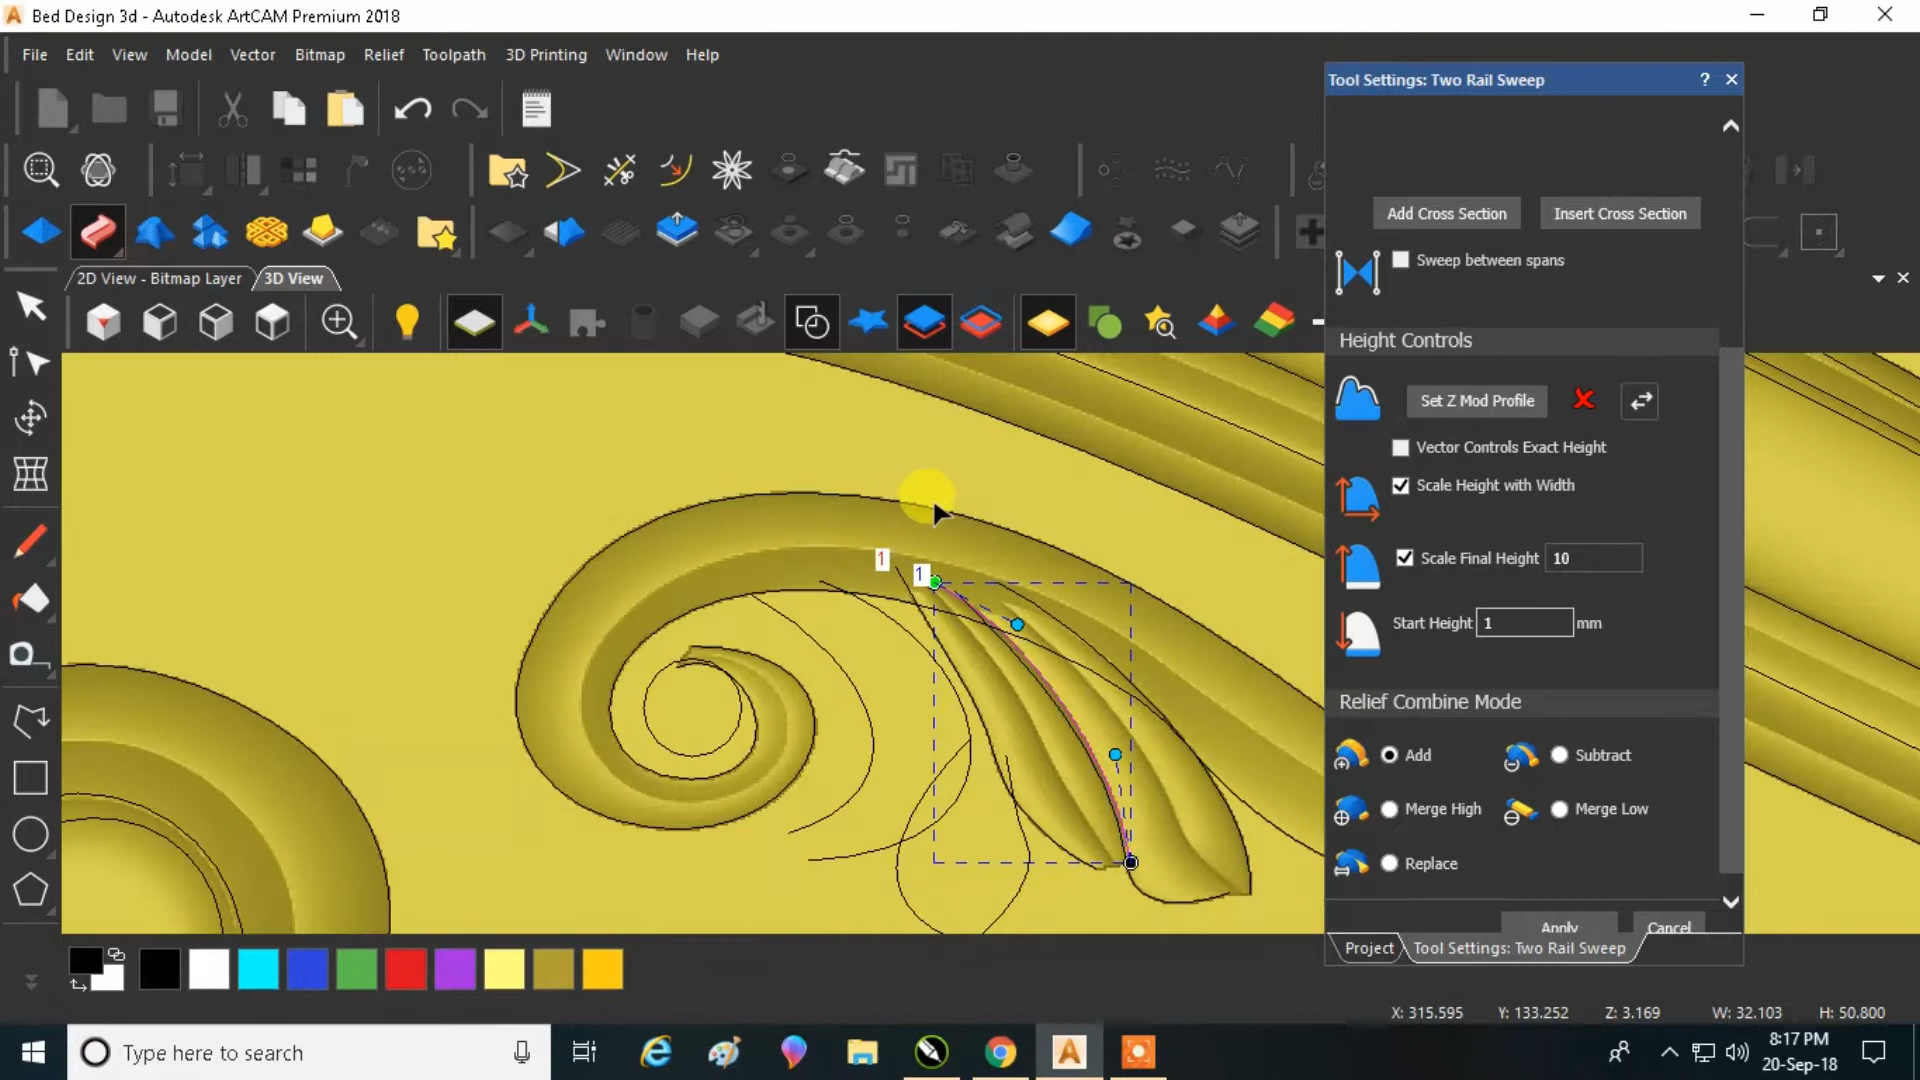 Bed Design 3d - Autodesk ArtCAM Premium 2018
File Edit View Model Vector Bitmap Relief Toolpath 3D Printing Window Help
Tool Settings: Two Rail Sweep ?
Add Cross Section Insert Cross Section
Sweep between spans
2D View - Bitmap Layer 3D View
Height Controls
Set Z Mod Profile
Vector Controls Exact Height
Scale Height with Width
Scale Final Height 10
1
1
Start Height 1 mm
Relief Combine Mode
Add Subtract
Merge High Merge Low
Replace
Apply Cancel
Project Tool Settings: Two Rail Sweep
X: 315.595 Y: 133.252 Z: 3.169 W: 32.103 H: 50.800
Type here to search
8:17 PM
20-Sep-18